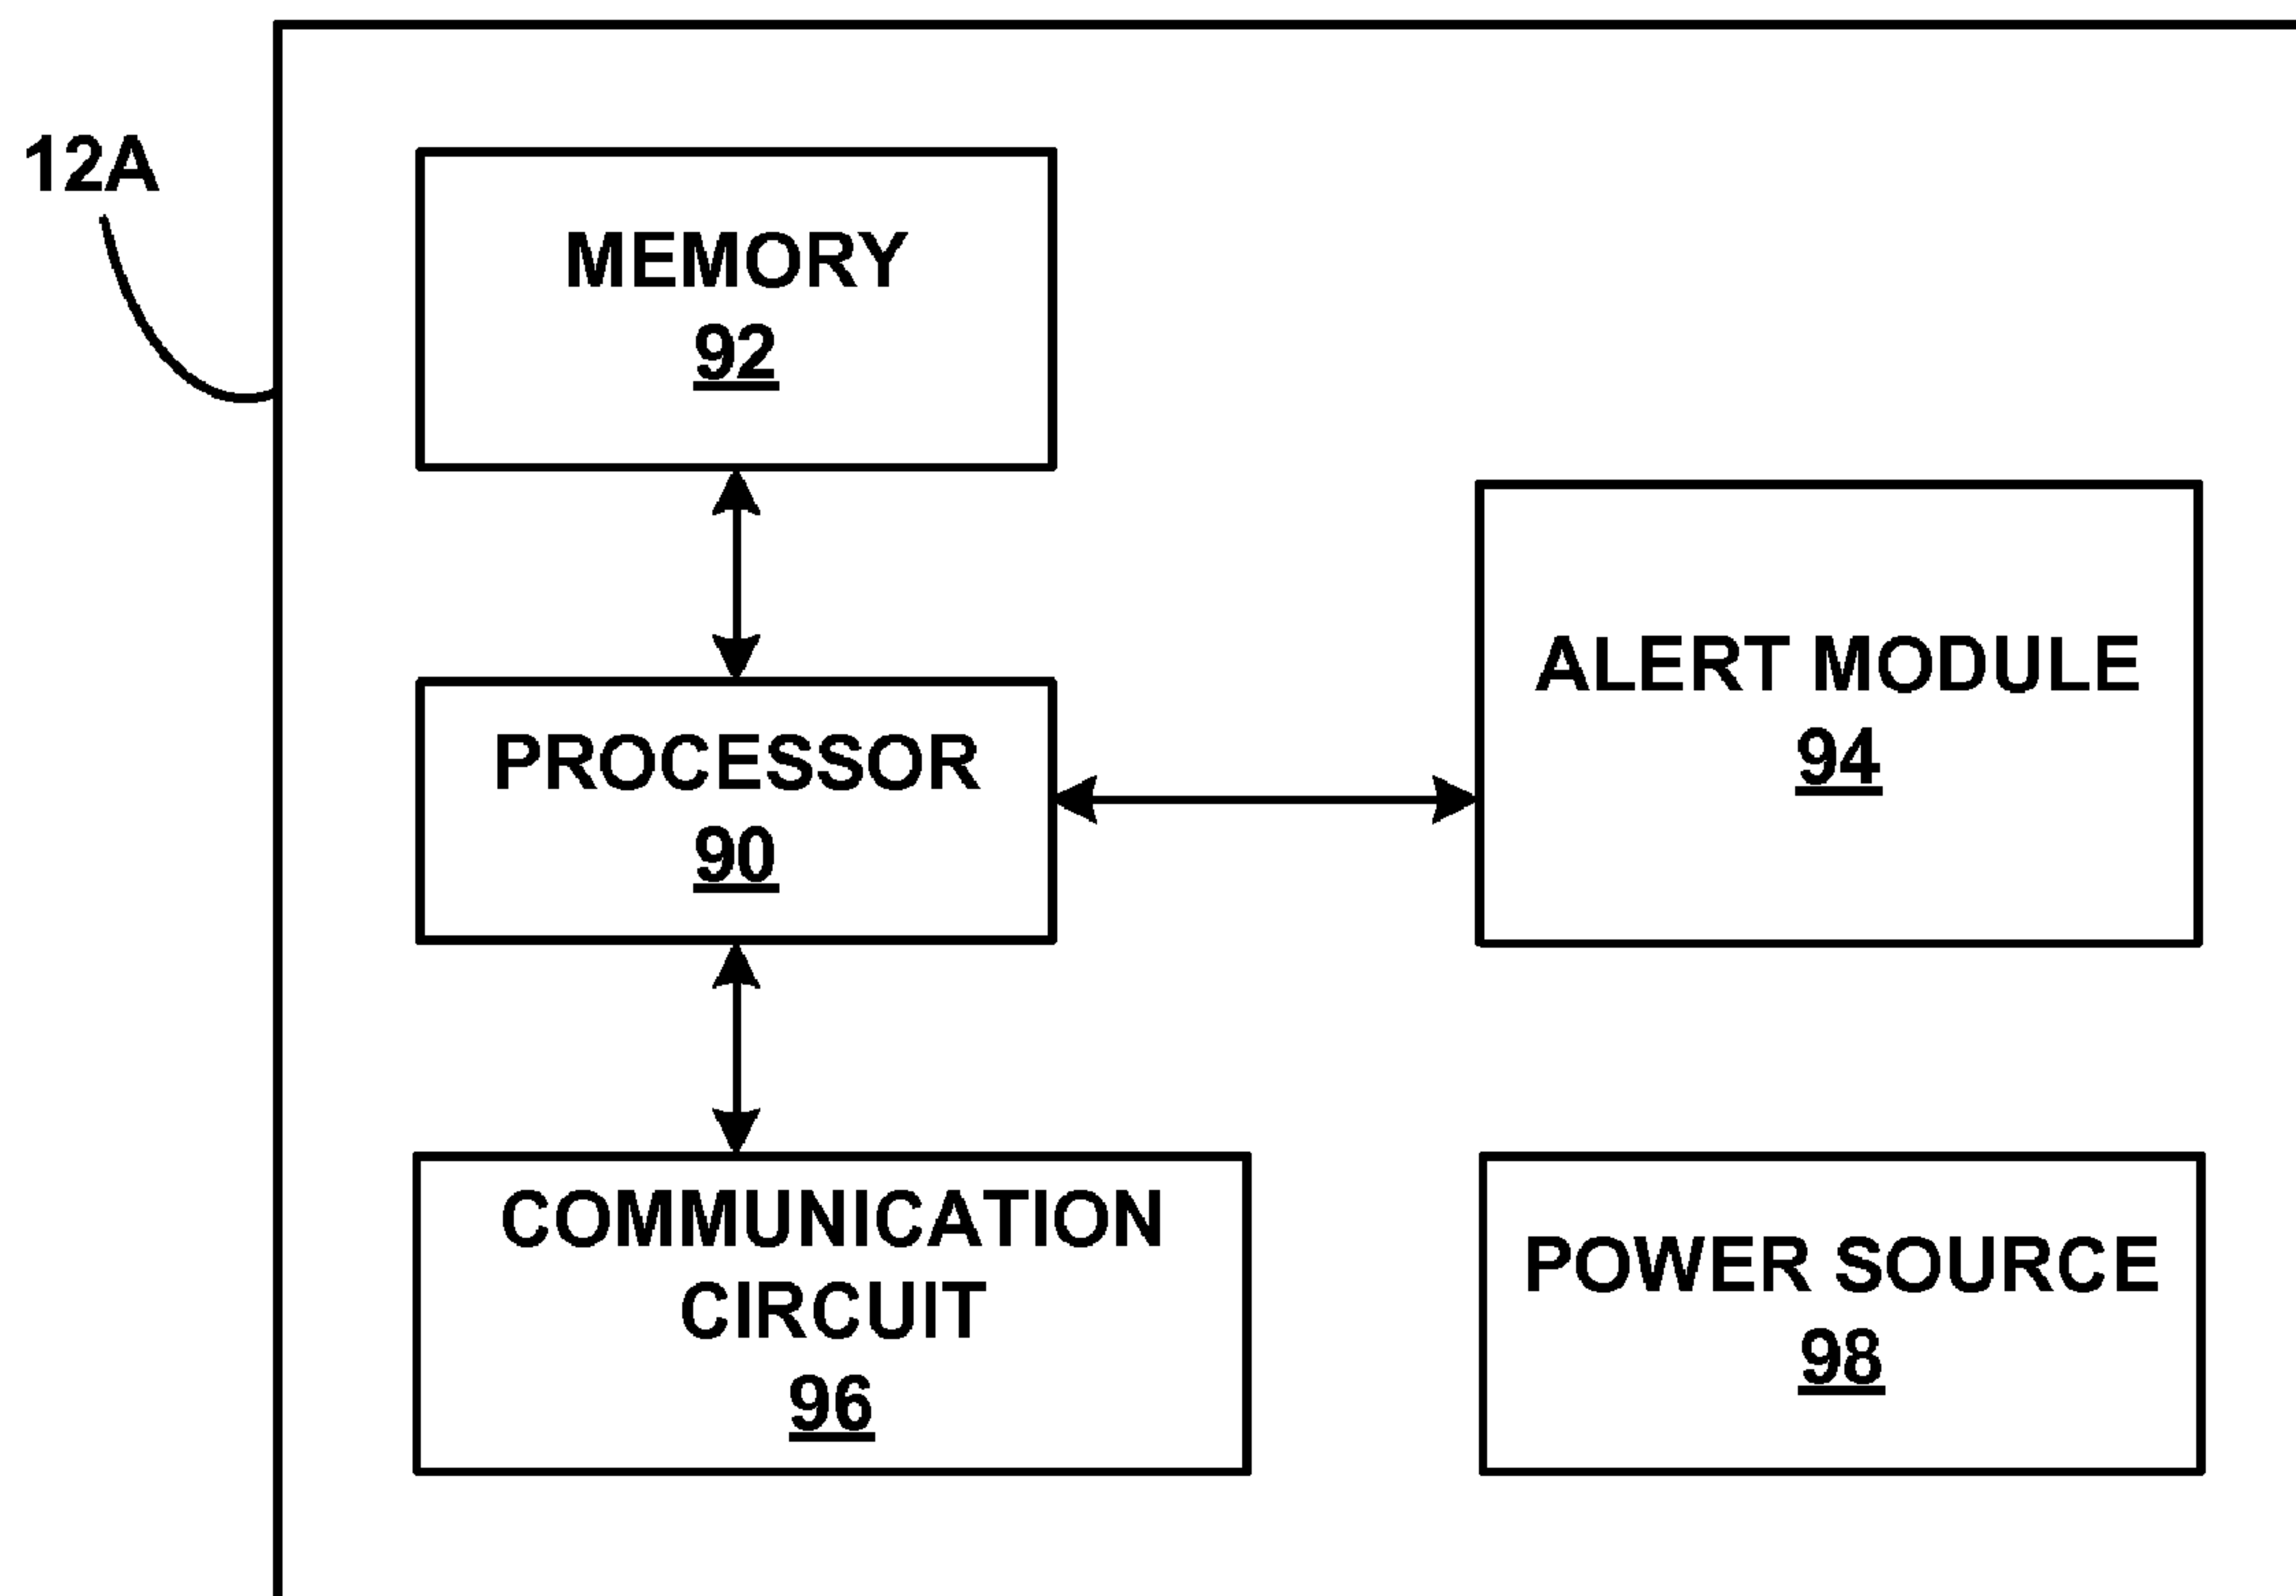 12A
MEMORY
92
PROCESSOR
90
ALERT MODULE
94
COMMUNICATION
CIRCUIT
96
POWER SOURCE
98